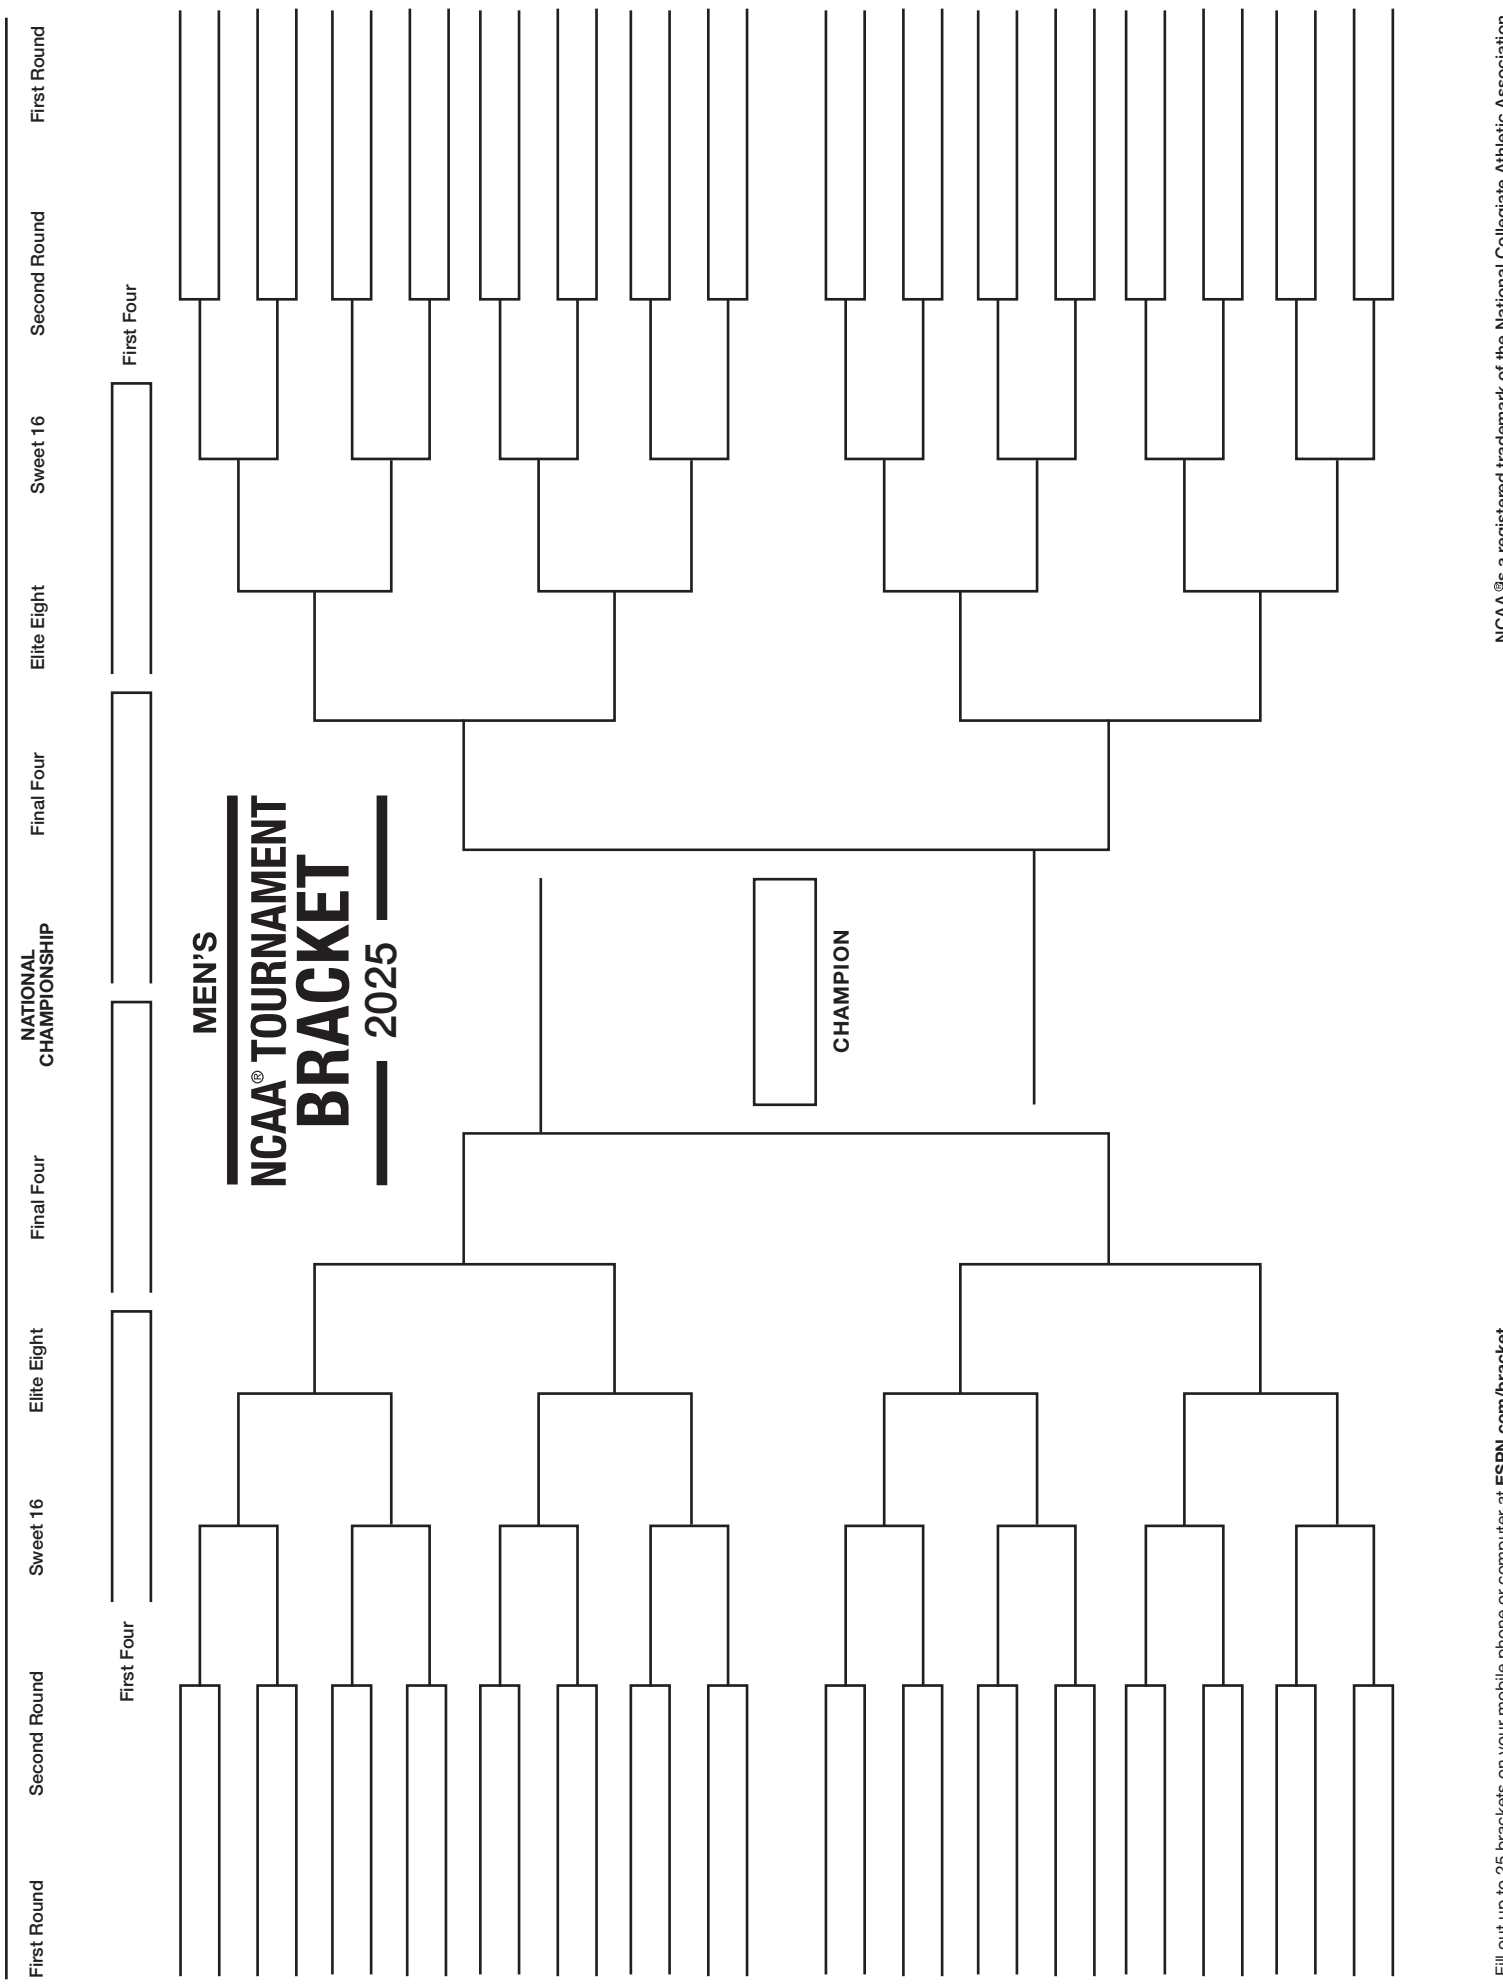 First Round
Second Round
Sweet 16
Elite Eight
Final Four
NATIONAL
CHAMPIONSHIP
Final Four
Elite Eight
Sweet 16
Second Round
First Round
First Four
First Four
MEN'S
NCAA® TOURNAMENT
BRACKET
2025
CHAMPION
Fill out up to 25 brackets on your mobile phone or computer at ESPN.com/bracket
NCAA® is a registered trademark of the National Collegiate Athletic Association